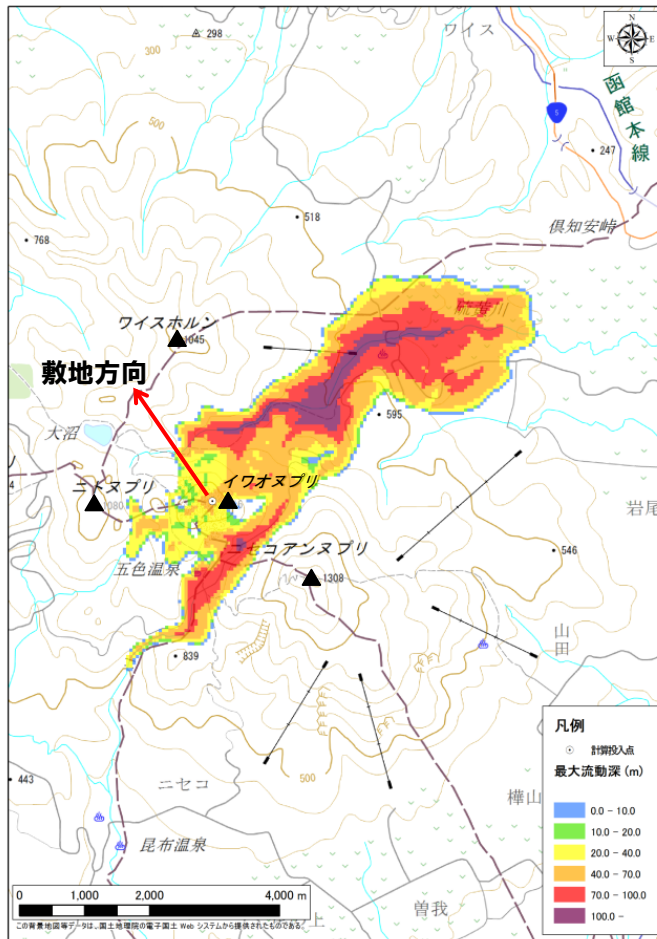 298
ワイス
N
W
E
S
300
函館本線
5
500
247
518
倶知安峠
768
ワイスホルン
1045
敷地方向
595
大沼
ニトヌプリ
1080
イワオヌプリ
岩尾
ニセコアンヌプリ
546
五色温泉
1308
山田
839
凡例
計算投入点
最大流動深 (m)
0.0 - 10.0
10.0 - 20.0
20.0 - 40.0
40.0 - 70.0
70.0 - 100.0
100.0 -
500
443
ニセコ
樺山
昆布温泉
0 1,000 2,000 4,000 m
曽我
上
この背景地図等データは、国土地理院の電子国土 Web システムから提供されたものである。